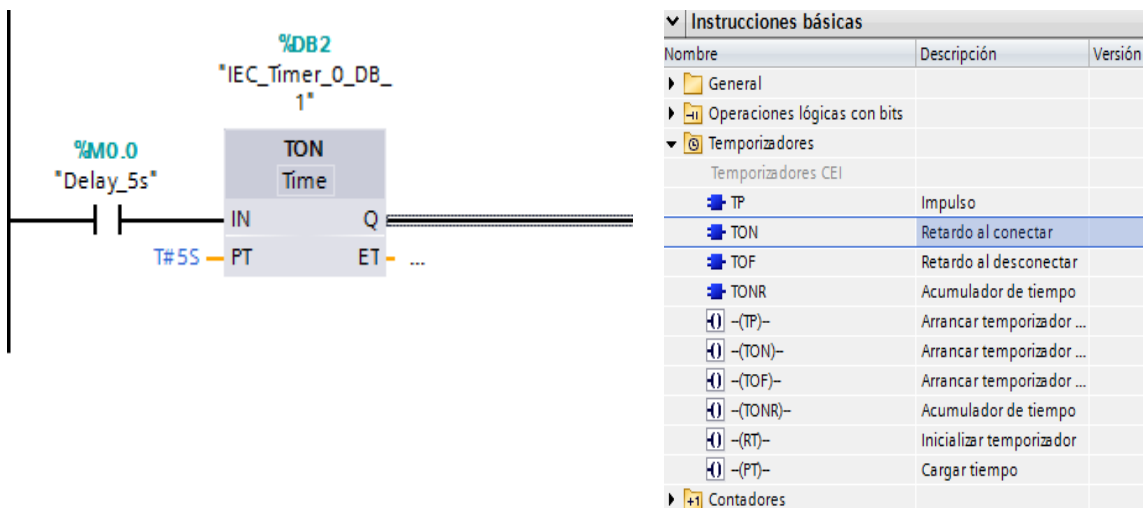 %DB2
"IEC_Timer_0_DB_
1"
%M0.0
"Delay_5s"
TON
Time
IN
Q
T#5S
PT
ET
...
Instrucciones básicas
Nombre Descripción Versión
General
Operaciones lógicas con bits
Temporizadores
Temporizadores CEI
TP Impulso
TON Retardo al conectar
TOF Retardo al desconectar
TONR Acumulador de tiempo
–(TP)– Arrancar temporizador ...
–(TON)– Arrancar temporizador ...
–(TOF)– Arrancar temporizador ...
–(TONR)– Acumulador de tiempo
–(RT)– Inicializar temporizador
–(PT)– Cargar tiempo
+1 Contadores